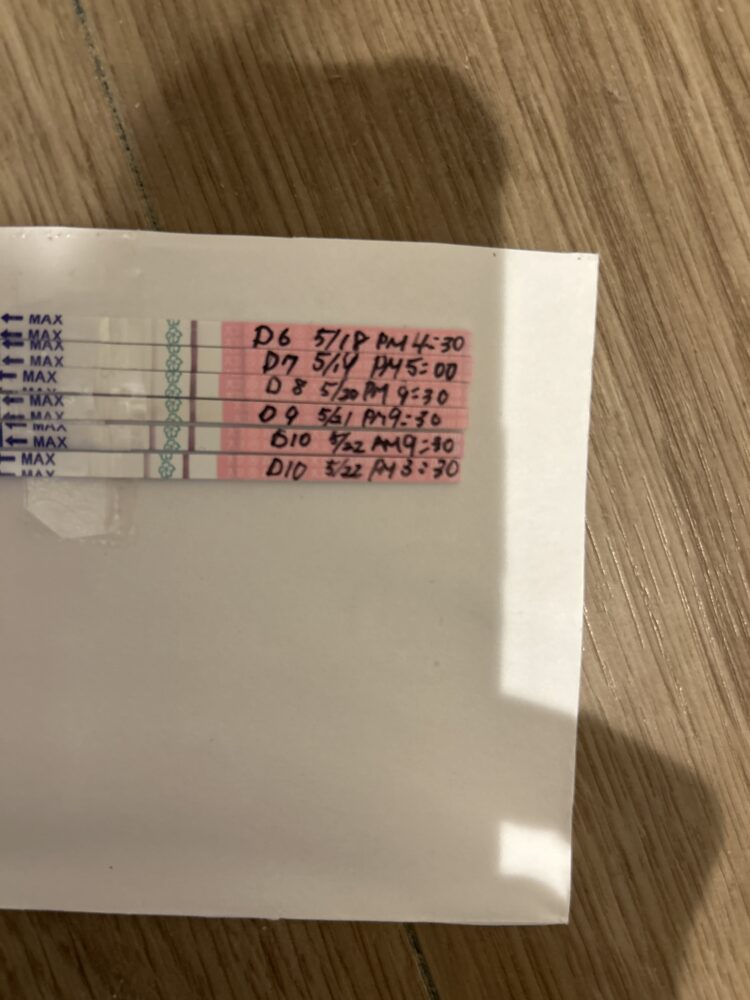 ← MAX
D6 5/18 PM 4:30
← MAX
D7 5/19 PM 5:00
← MAX
D8 5/20 PM 9:30
← MAX
D9 5/21 PM 9:30
← MAX
D10 5/22 AM 9:30
← MAX
D10 5/22 PM 3:30
MAX